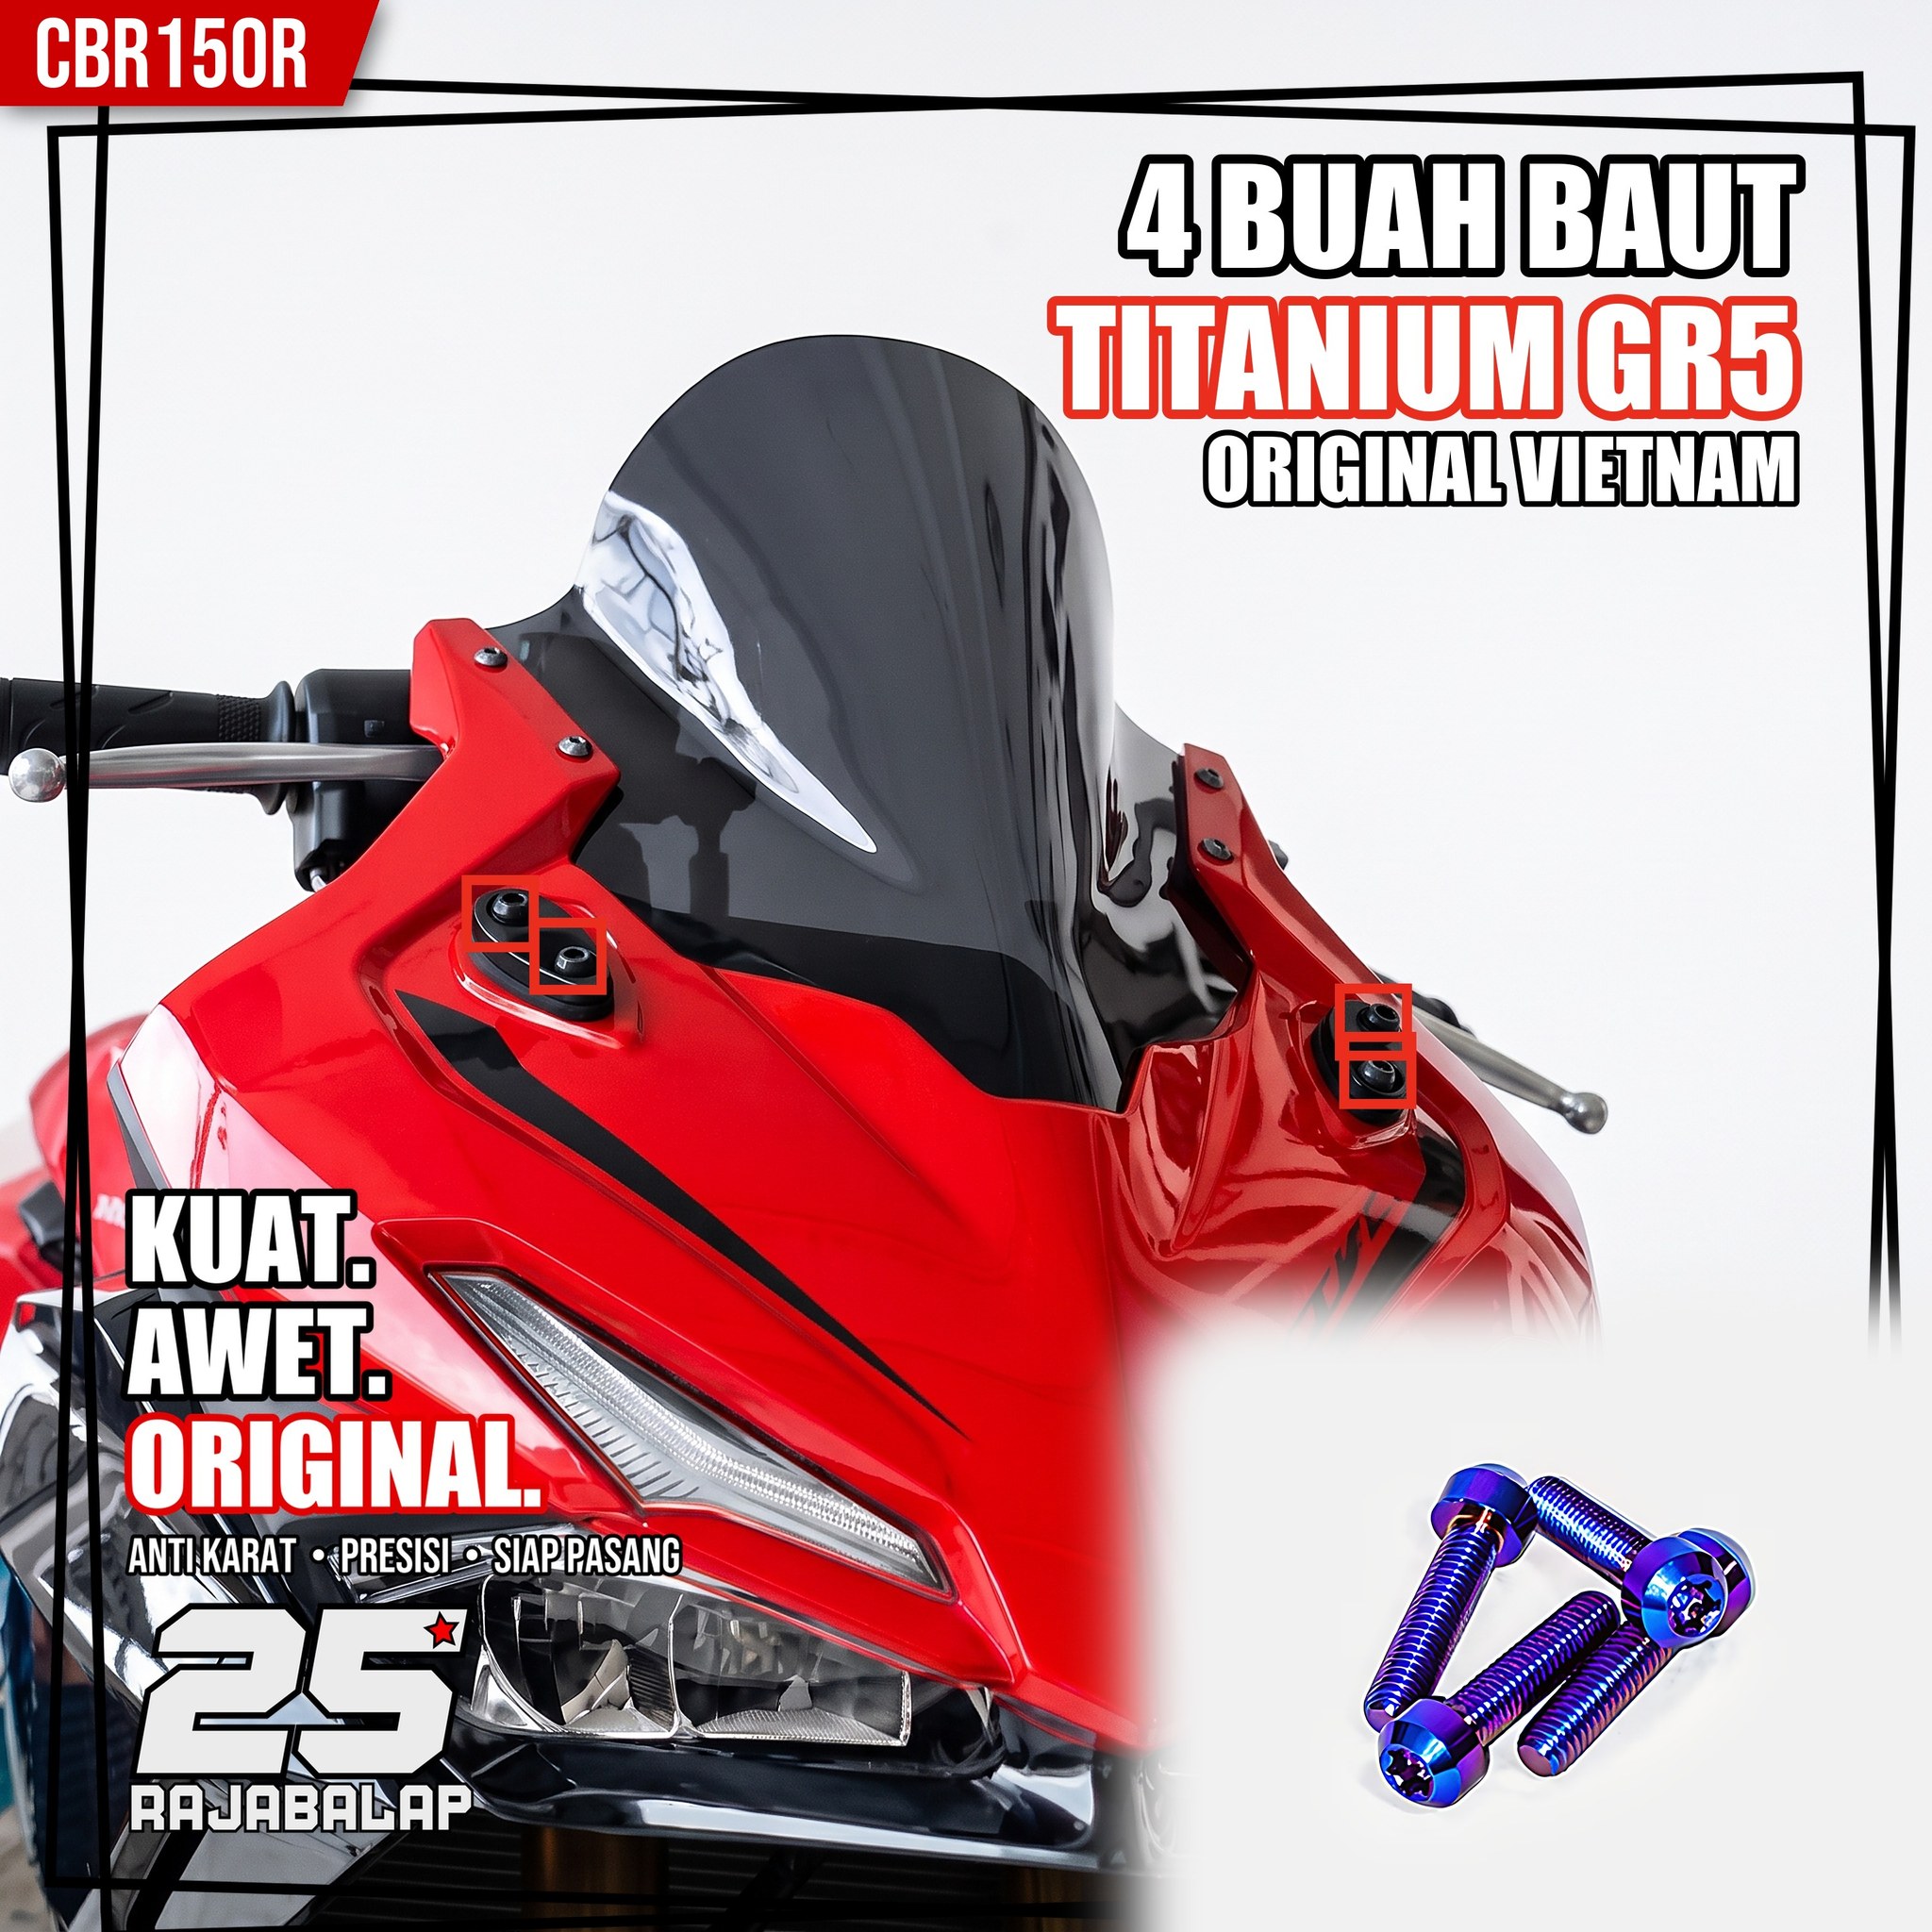 CBR150R
4 BUAH BAUT
TITANIUM GR5
ORIGINAL VIETNAM
KUAT.
AWET.
ORIGINAL.
ANTI KARAT • PRESISI • SIAP PASANG
25
RAJABALAP